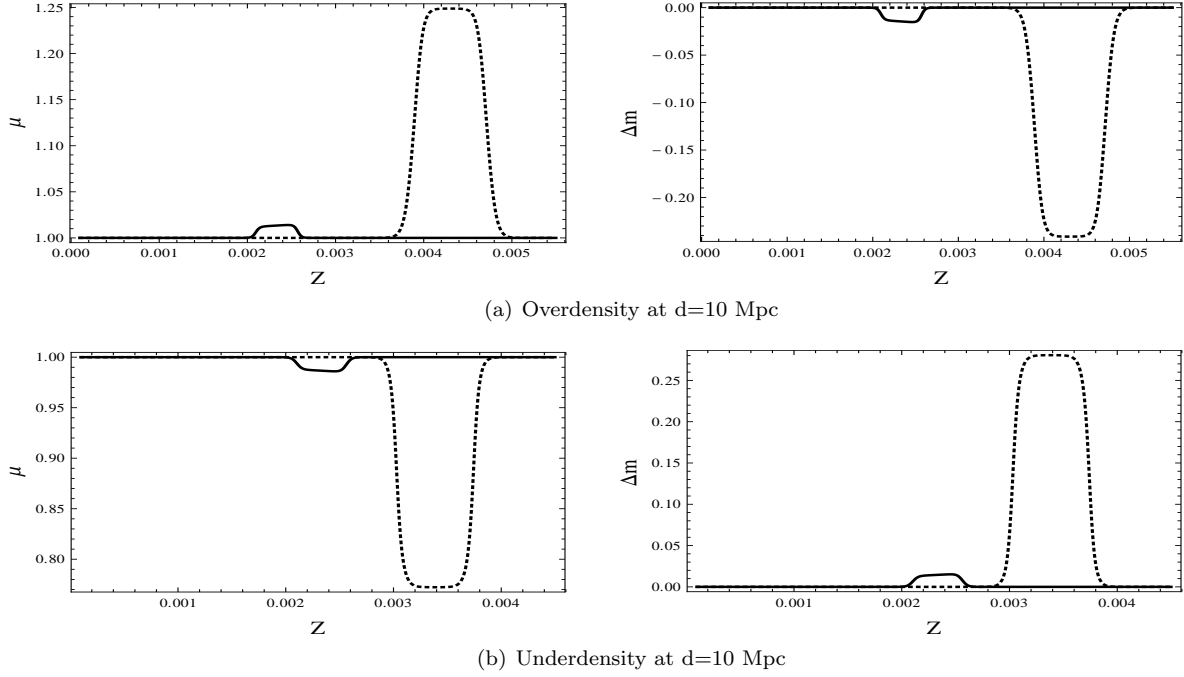 1.25
1.20
1.15
1.10
1.05
1.00
μ
0.000 0.001 0.002 0.003 0.004 0.005
z
0.00
−0.05
−0.10
−0.15
−0.20
Δm
0.000 0.001 0.002 0.003 0.004 0.005
z
(a) Overdensity at d=10 Mpc
1.00
0.95
0.90
0.85
0.80
μ
0.001 0.002 0.003 0.004
z
0.25
0.20
0.15
0.10
0.05
0.00
Δm
0.001 0.002 0.003 0.004
z
(b) Underdensity at d=10 Mpc